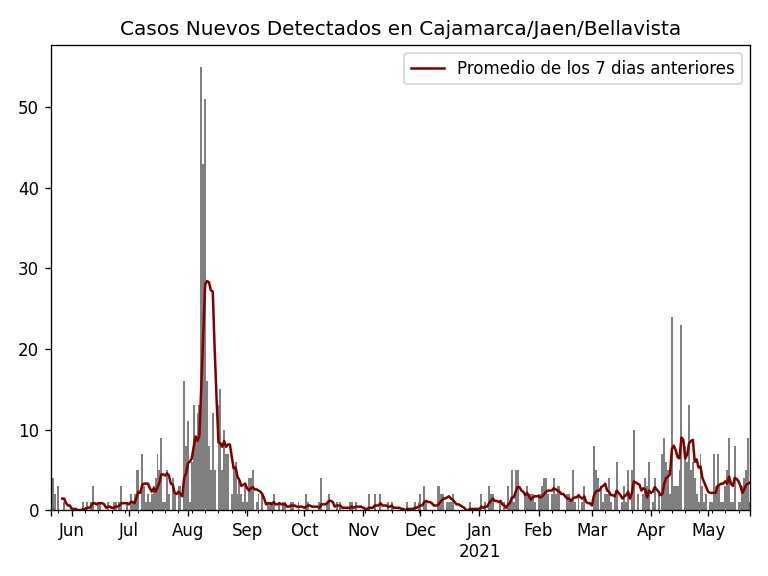 Casos Nuevos Detectados en Cajamarca/Jaen/Bellavista
Promedio de los 7 dias anteriores
50
40
30
20
10
0
Jun Jul Aug Sep Oct Nov Dec Jan Feb Mar Apr May
2021